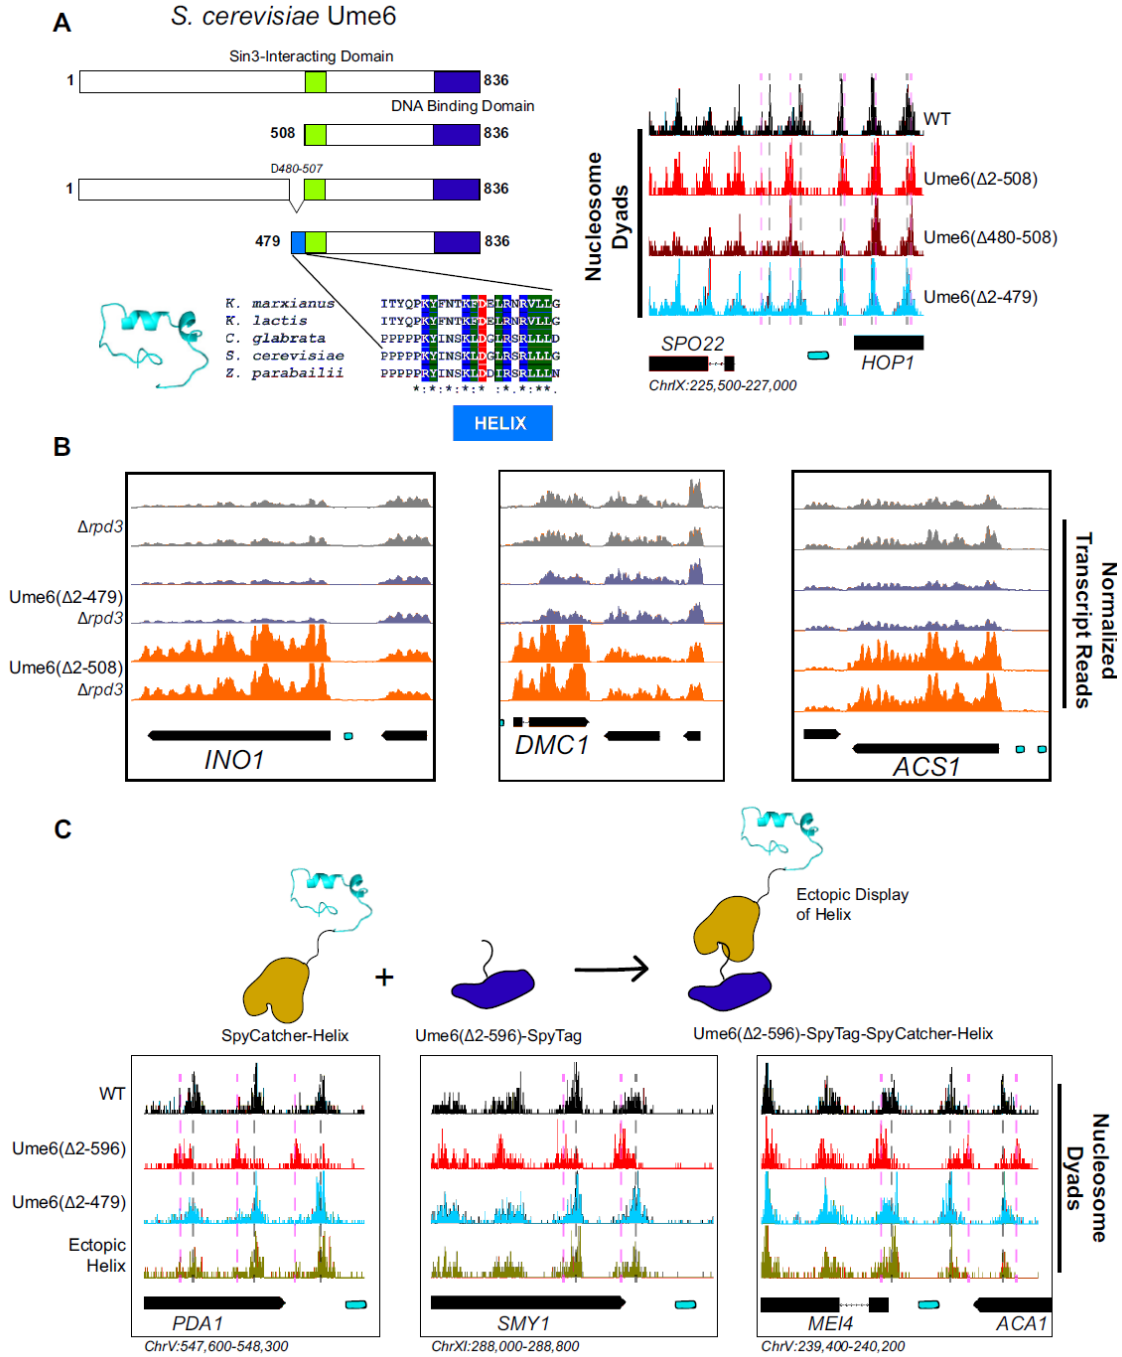 A
S. cerevisiae Ume6
Sin3-Interacting Domain
1
836
DNA Binding Domain
508
836
D480-507
1
836
479
836
K. marxianus ITYQPKYFNTKFDELRNRVLLG
K. lactis ITYQPKYFNTKFDELRNRVLLG
C. glabrata PPPPPKYINSKLDGLRSRLLLD
S. cerevisiae PPPPPKYINSKLDGLRSRLLLG
Z. parabailii PPPPPRYINSKLDDIRSRLLLN
*:*:**:* :*:*:**.
HELIX
Nucleosome
Dyads
WT
Ume6(Δ2-508)
Ume6(Δ480-508)
Ume6(Δ2-479)
SPO22
HOP1
ChrIX:225,500-227,000
B
Δrpd3
Ume6(Δ2-479)
Δrpd3
Ume6(Δ2-508)
Δrpd3
INO1
DMC1
ACS1
Normalized
Transcript Reads
C
Ectopic Display
of Helix
+
SpyCatcher-Helix
Ume6(Δ2-596)-SpyTag
Ume6(Δ2-596)-SpyTag-SpyCatcher-Helix
WT
Ume6(Δ2-596)
Ume6(Δ2-479)
Ectopic
Helix
PDA1
ChrV:547,600-548,300
SMY1
ChrXI:288,000-288,800
MEI4
ACA1
ChrV:239,400-240,200
Nucleosome
Dyads